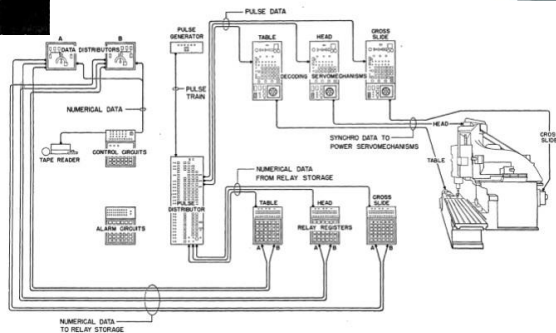 PULSE DATA
A
B
DATA DISTRIBUTORS
PULSE
GENERATOR
TABLE
HEAD
CROSS
SLIDE
DECODING SERVOMECHANISMS
PULSE
TRAIN
NUMERICAL DATA
TAPE READER
CONTROL CIRCUITS
SYNCHRO DATA TO
POWER SERVOMECHANISMS
HEAD
CROSS
SLIDE
TABLE
NUMERICAL DATA
FROM RELAY STORAGE
PULSE
DISTRIBUTOR
ALARM CIRCUITS
TABLE
HEAD
CROSS
SLIDE
RELAY REGISTERS
A B
A B
A B
NUMERICAL DATA
TO RELAY STORAGE